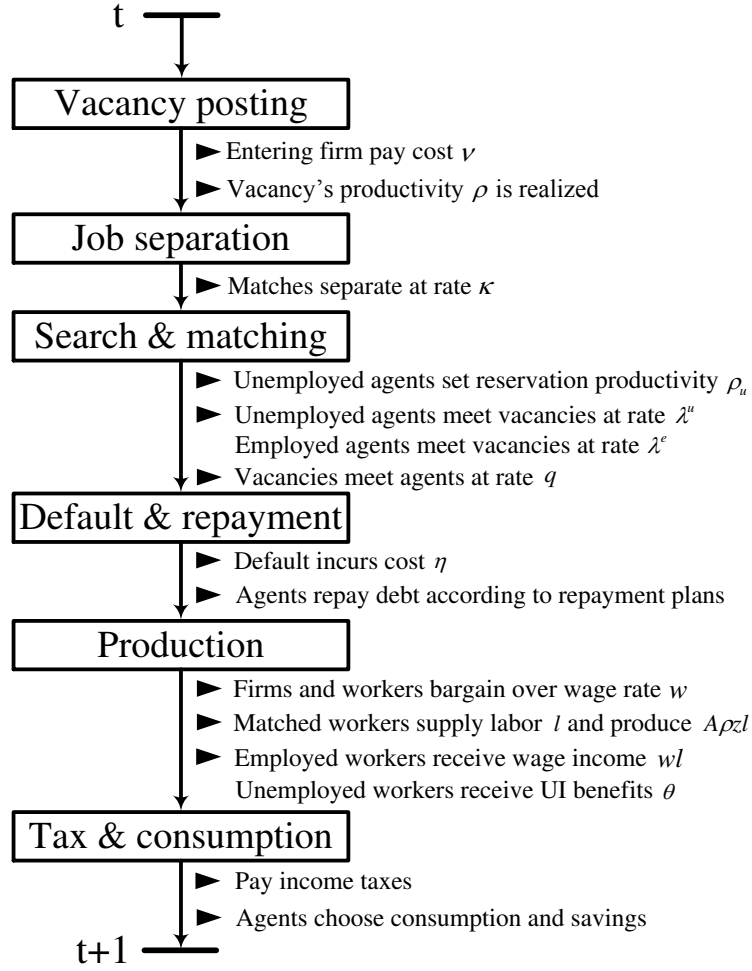 t
Vacancy posting
► Entering firm pay cost ν
► Vacancy's productivity ρ is realized
Job separation
► Matches separate at rate κ
Search & matching
► Unemployed agents set reservation productivity ρ_u
► Unemployed agents meet vacancies at rate λ^u
Employed agents meet vacancies at rate λ^e
► Vacancies meet agents at rate q
Default & repayment
► Default incurs cost η
► Agents repay debt according to repayment plans
Production
► Firms and workers bargain over wage rate w
► Matched workers supply labor l and produce Aρzl
► Employed workers receive wage income wl
Unemployed workers receive UI benefits θ
Tax & consumption
► Pay income taxes
► Agents choose consumption and savings
t+1